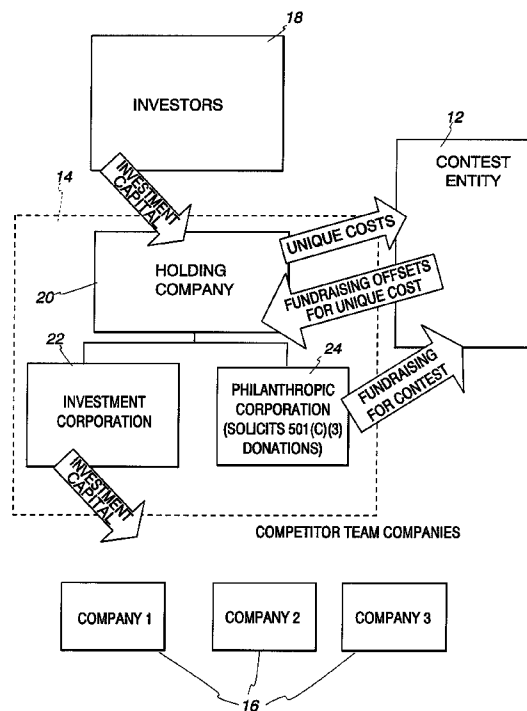 18
INVESTORS
12
CONTEST
ENTITY
14
INVESTMENT
CAPITAL
UNIQUE COSTS
HOLDING
COMPANY
20
FUNDRAISING OFFSETS
FOR UNIQUE COST
22
24
INVESTMENT
CORPORATION
PHILANTHROPIC
CORPORATION
(SOLICITS 501(C)(3)
DONATIONS)
FUNDRAISING
FOR CONTEST
INVESTMENT
CAPITAL
COMPETITOR TEAM COMPANIES
COMPANY 1
COMPANY 2
COMPANY 3
16